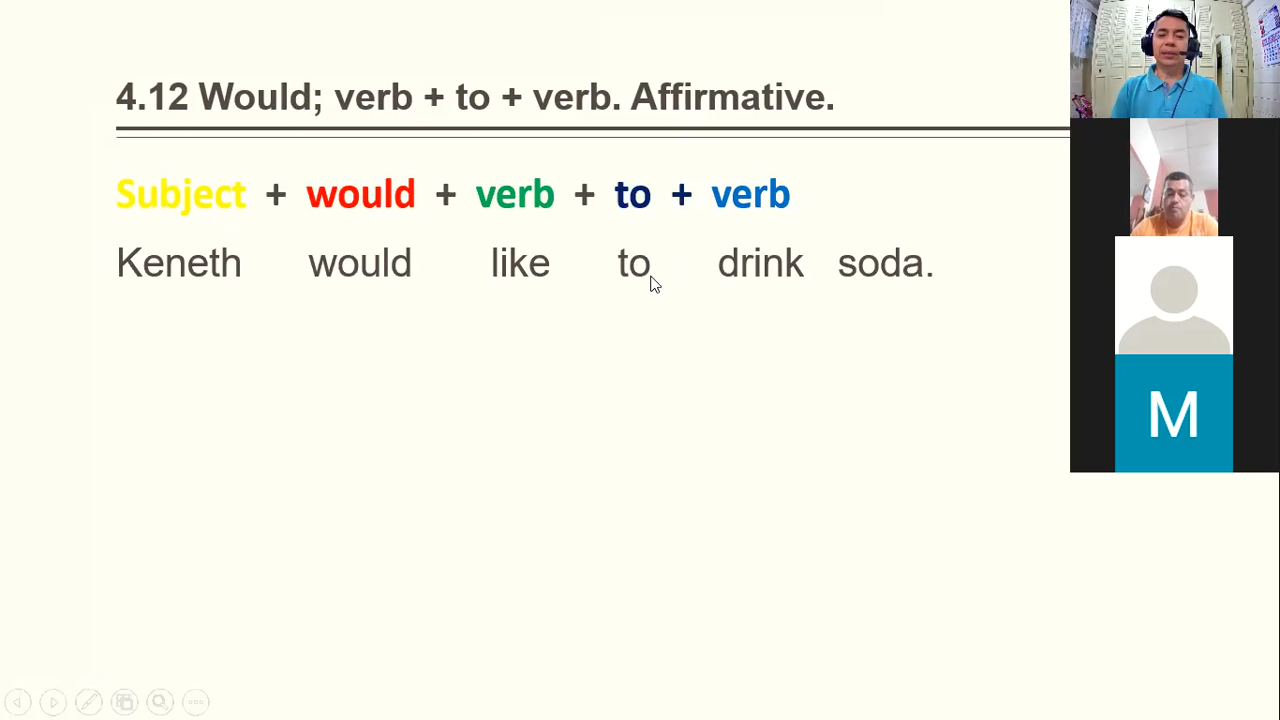 4.12 Would; verb + to + verb. Affirmative.
Subject + would + verb + to + verb
Keneth would like to drink soda.
M